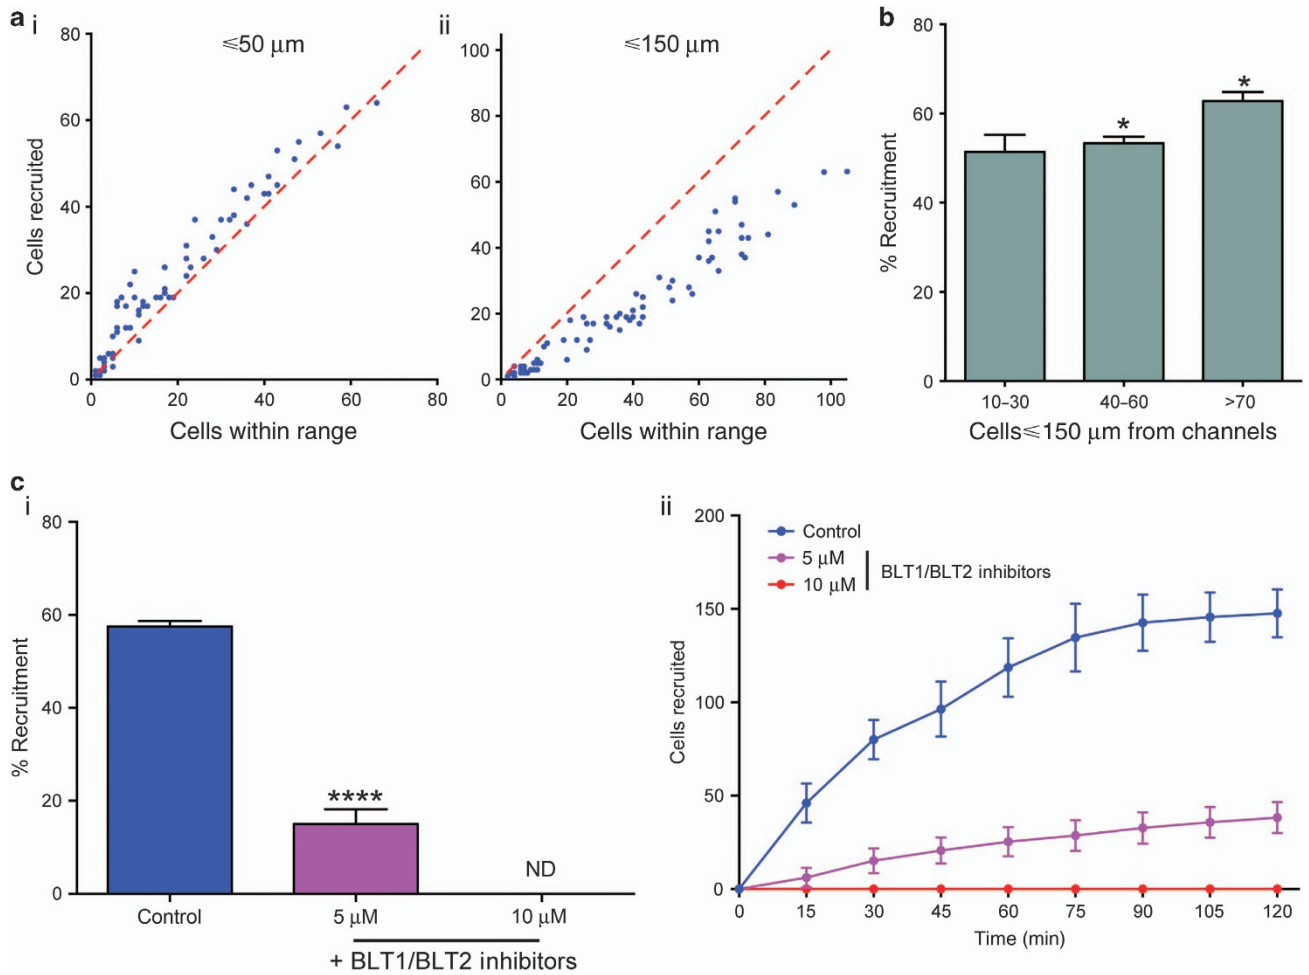 a
i
⩽50 μm
80
60
40
20
0
Cells recruited
0 20 40 60 80
Cells within range
ii
⩽150 μm
100
80
60
40
20
0
0 20 40 60 80 100
Cells within range
b
80
60
40
20
0
% Recruitment
*
*
10–30 40–60 >70
Cells⩽150 μm from channels
c
i
80
60
40
20
0
% Recruitment
****
ND
Control 5 μM 10 μM
+ BLT1/BLT2 inhibitors
ii
200
150
100
50
0
Cells recruited
Control
5 μM
10 μM
BLT1/BLT2 inhibitors
0 15 30 45 60 75 90 105 120
Time (min)